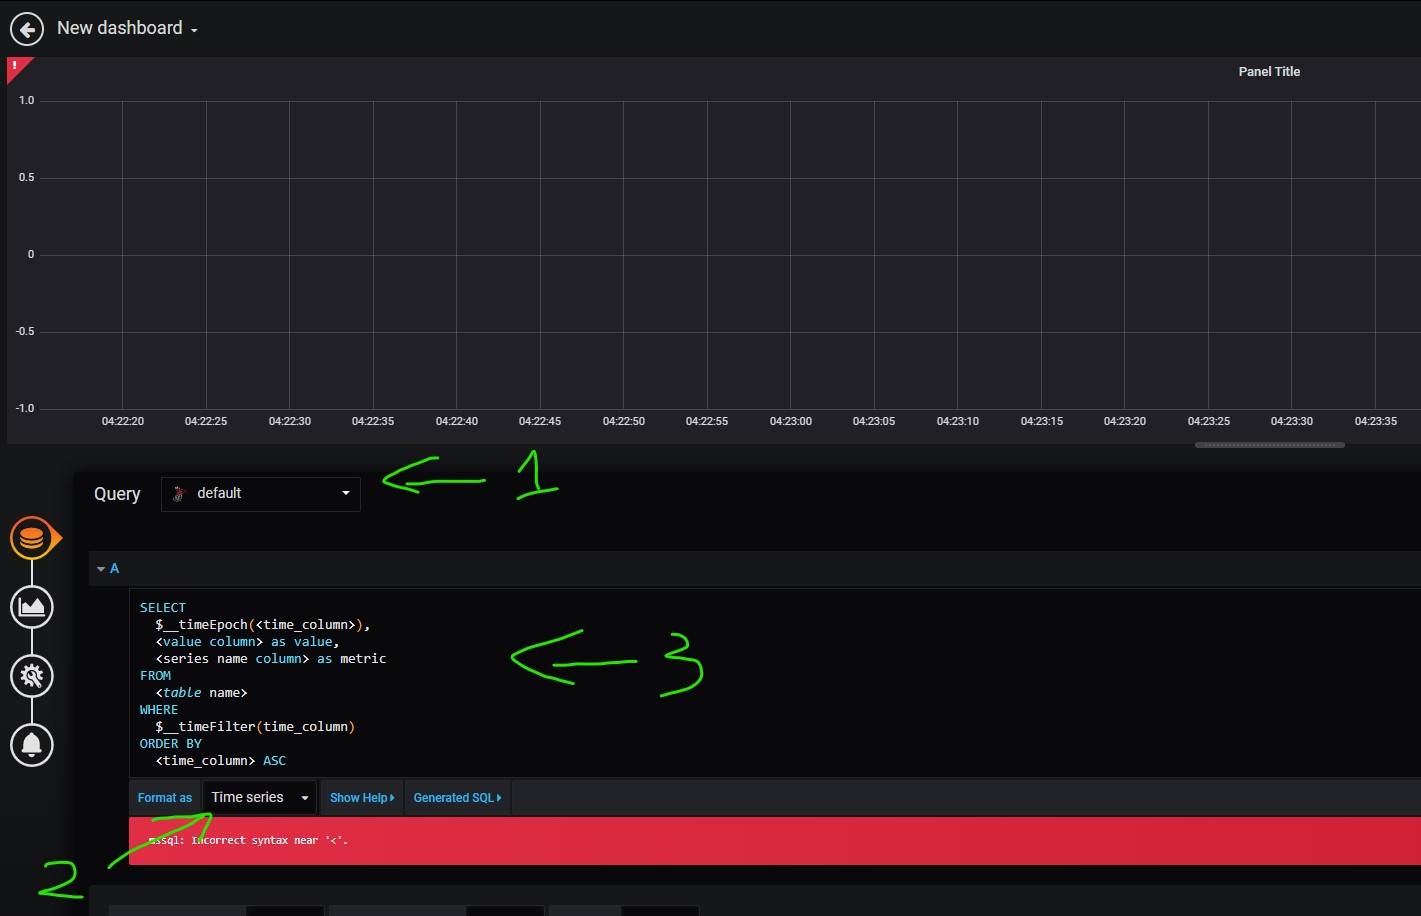 New dashboard
!
Panel Title
1.0
0.5
0
-0.5
-1.0
04:22:20 04:22:25 04:22:30 04:22:35 04:22:40 04:22:45 04:22:50 04:22:55 04:23:00 04:23:05 04:23:10 04:23:15 04:23:20 04:23:25 04:23:30 04:23:35
1
Query default
A
SELECT
$__timeEpoch(<time_column>),
<value column> as value,
<series name column> as metric
3
FROM
<table name>
WHERE
$__timeFilter(time_column)
ORDER BY
<time_column> ASC
Format as Time series Show Help Generated SQL
mssql: Incorrect syntax near '<'.
2